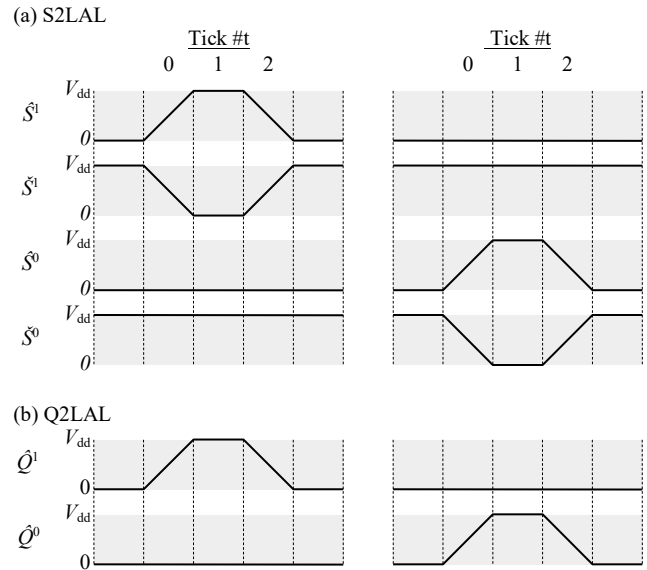 (a) S2LAL
Tick #t Tick #t
0 1 2 0 1 2
Ŝ¹ V_dd 0
Š¹ V_dd 0
Ŝ⁰ V_dd 0
Š⁰ V_dd 0
(b) Q2LAL
Q̂¹ V_dd 0
Q̂⁰ V_dd 0